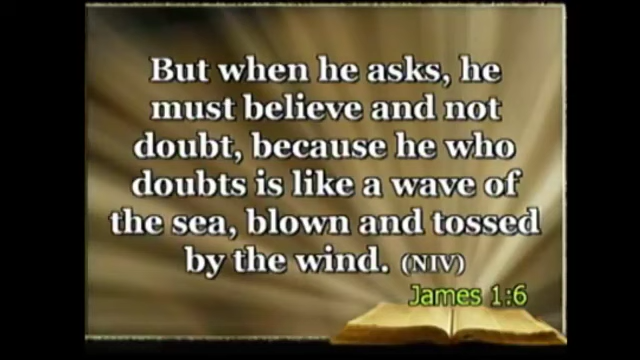 But when he asks, he
must believe and not
doubt, because he who
doubts is like a wave of
the sea, blown and tossed
by the wind. (NIV)
James 1:6